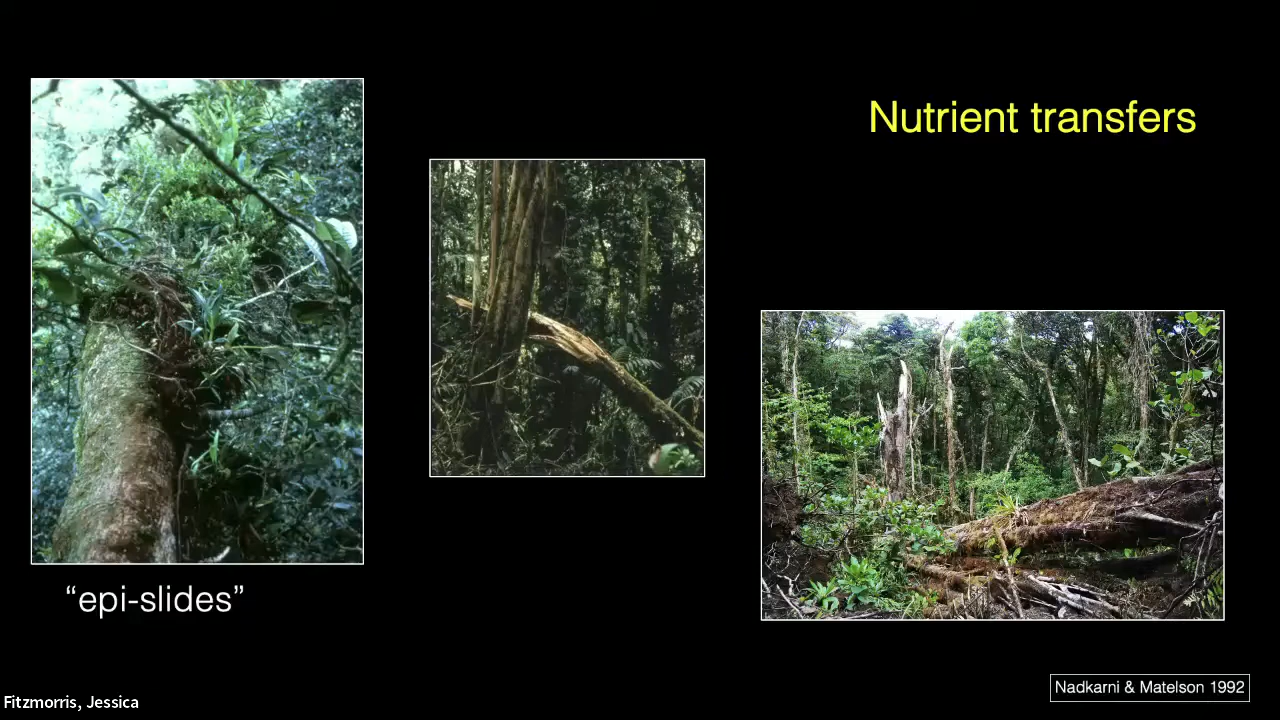 Nutrient transfers
“epi-slides”
Nadkarni & Matelson 1992
Fitzmorris, Jessica